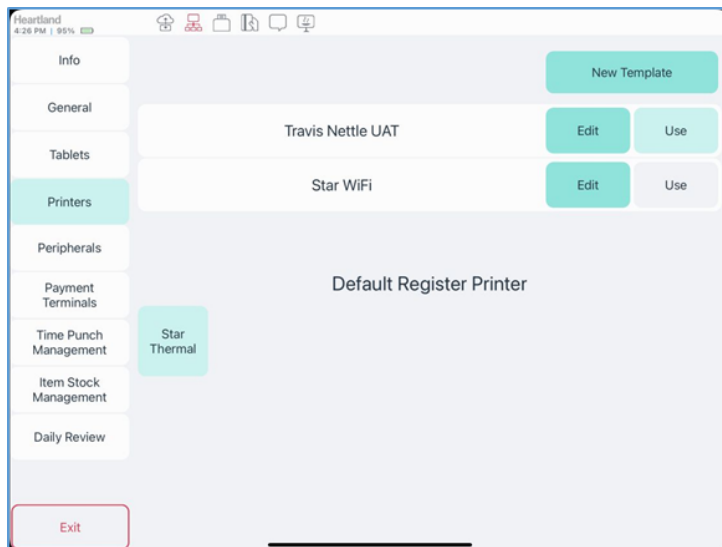 Heartland
4:26 PM | 95%
Info
General
Tablets
Printers
Peripherals
Payment
Terminals
Time Punch
Management
Item Stock
Management
Daily Review
Exit
New Template
Travis Nettle UAT
Edit
Use
Star WiFi
Edit
Use
Default Register Printer
Star
Thermal